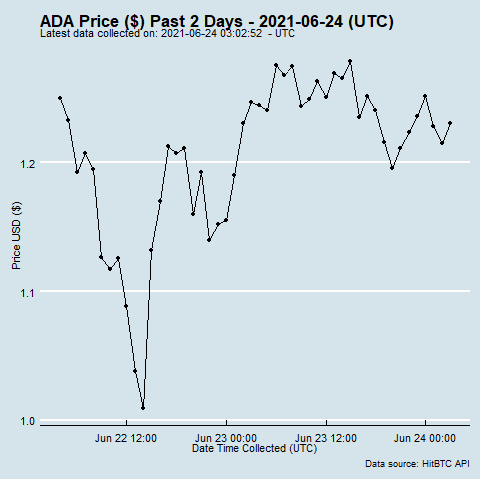 ADA Price ($) Past 2 Days - 2021-06-24 (UTC)
Latest data collected on: 2021-06-24 03:02:52 - UTC
Price USD ($)
1.2
1.1
1.0
Jun 22 12:00 Jun 23 00:00 Jun 23 12:00 Jun 24 00:00
Date Time Collected (UTC)
Data source: HitBTC API